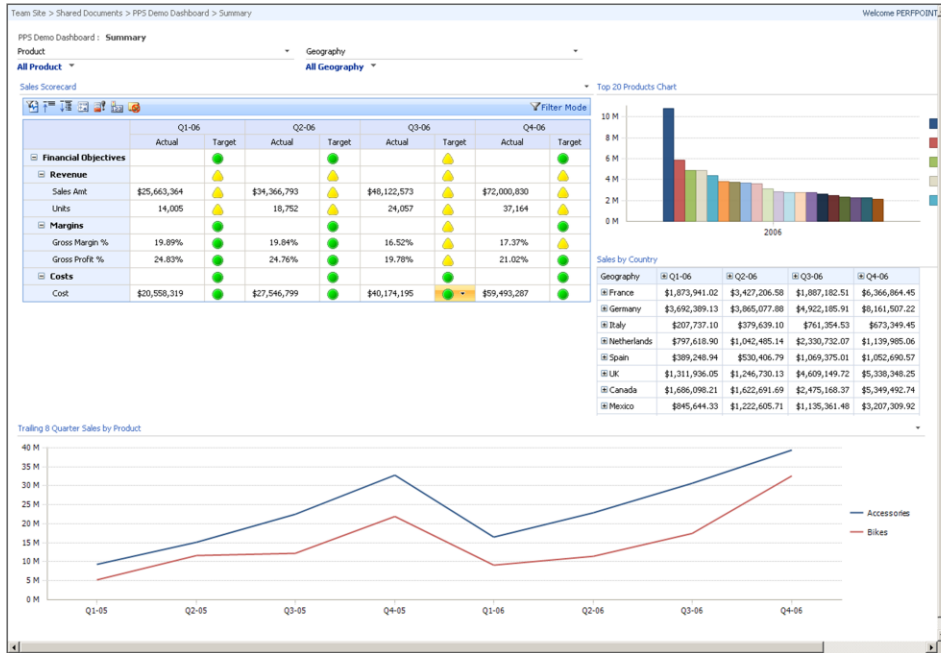 Team Site > Shared Documents > PPS Demo Dashboard > Summary
Welcome PERFPOINT
PPS Demo Dashboard : Summary
Product Geography
All Product All Geography
Sales Scorecard
Filter Mode
Q1-06 Q2-06 Q3-06 Q4-06
Actual Target Actual Target Actual Target Actual Target
Financial Objectives
Revenue
Sales Amt $25,663,364 $34,366,793 $48,122,573 $72,000,830
Units 14,005 18,752 24,057 37,164
Margins
Gross Margin % 19.89% 19.84% 16.52% 17.37%
Gross Profit % 24.83% 24.76% 19.78% 21.02%
Costs
Cost $20,558,319 $27,546,799 $40,174,195 $59,493,287
Top 20 Products Chart
10 M
8 M
6 M
4 M
2 M
0 M
2006
Sales by Country
Geography Q1-06 Q2-06 Q3-06 Q4-06
France $1,873,941.02 $3,427,206.58 $1,887,182.51 $6,366,864.45
Germany $3,692,389.13 $3,865,077.88 $4,922,185.91 $8,161,507.22
Italy $207,737.10 $379,639.10 $761,354.53 $673,349.45
Netherlands $797,618.90 $1,042,485.14 $2,330,732.07 $1,139,985.06
Spain $389,248.94 $530,406.79 $1,069,375.01 $1,052,690.57
UK $1,311,936.05 $1,246,730.13 $4,609,149.72 $5,338,348.25
Canada $1,686,098.21 $1,622,691.69 $2,475,168.37 $5,349,492.74
Mexico $845,644.33 $1,222,605.71 $1,135,361.48 $3,207,309.92
Trailing 8 Quarter Sales by Product
40 M
35 M
30 M
25 M
20 M
15 M
10 M
5 M
0 M
Q1-05 Q2-05 Q3-05 Q4-05 Q1-06 Q2-06 Q3-06 Q4-06
Accessories
Bikes